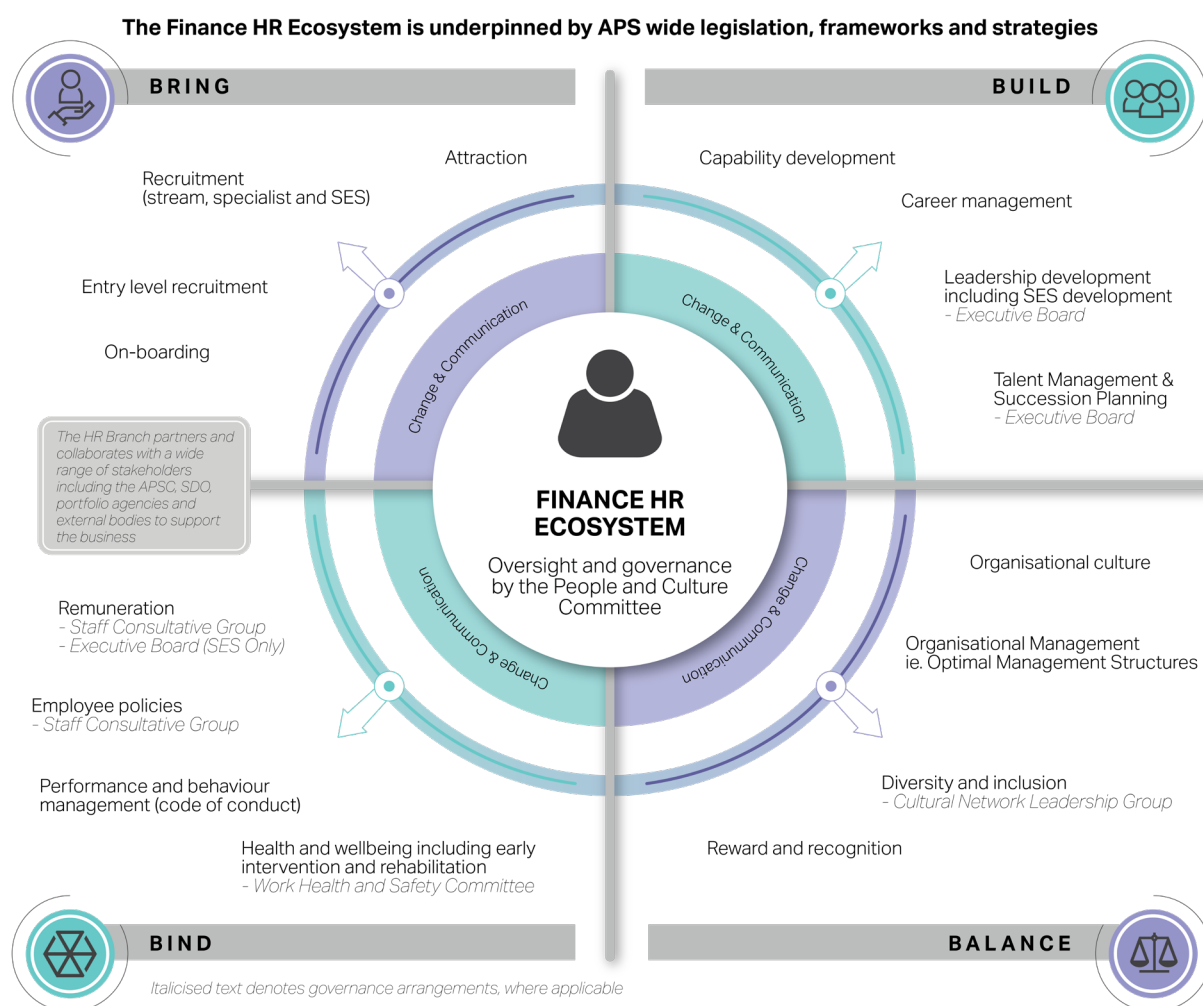 The Finance HR Ecosystem is underpinned by APS wide legislation, frameworks and strategies
BRING
Attraction
Recruitment
(stream, specialist and SES)
Entry level recruitment
On-boarding
Change & Communication
BUILD
Capability development
Career management
Leadership development
including SES development
- Executive Board
Talent Management &
Succession Planning
- Executive Board
Change & Communication
The HR Branch partners and
collaborates with a wide
range of stakeholders
including the APSC, SDO,
portfolio agencies and
external bodies to support
the business
FINANCE HR
ECOSYSTEM
Oversight and governance
by the People and Culture
Committee
Change & Communication
Remuneration
- Staff Consultative Group
- Executive Board (SES Only)
Employee policies
- Staff Consultative Group
Performance and behaviour
management (code of conduct)
Health and wellbeing including early
intervention and rehabilitation
- Work Health and Safety Committee
BIND
Change & Communication
Organisational culture
Organisational Management
ie. Optimal Management Structures
Diversity and inclusion
- Cultural Network Leadership Group
Reward and recognition
BALANCE
Italicised text denotes governance arrangements, where applicable